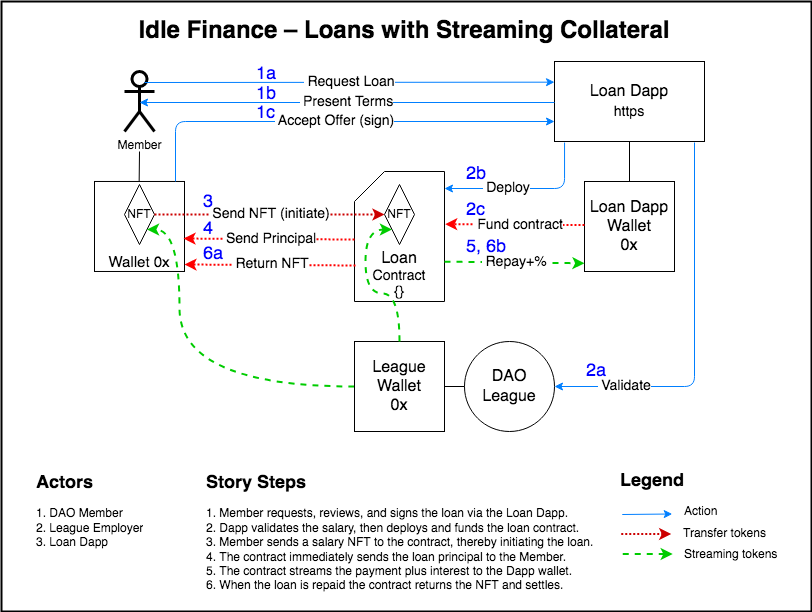 Idle Finance – Loans with Streaming Collateral
1a
Request Loan
1b
Present Terms
1c
Accept Offer (sign)
Loan Dapp
https
Member
2b
Deploy
3
Send NFT (initiate)
NFT
NFT
2c
Fund contract
Loan Dapp
Wallet
0x
4
Send Principal
5, 6b
Repay+%
6a
Return NFT
Wallet 0x
Loan
Contract
{}
League
Wallet
0x
DAO
League
2a
Validate
Actors
1. DAO Member
2. League Employer
3. Loan Dapp
Story Steps
1. Member requests, reviews, and signs the loan via the Loan Dapp.
2. Dapp validates the salary, then deploys and funds the loan contract.
3. Member sends a salary NFT to the contract, thereby initiating the loan.
4. The contract immediately sends the loan principal to the Member.
5. The contract streams the payment plus interest to the Dapp wallet.
6. When the loan is repaid the contract returns the NFT and settles.
Legend
Action
Transfer tokens
Streaming tokens